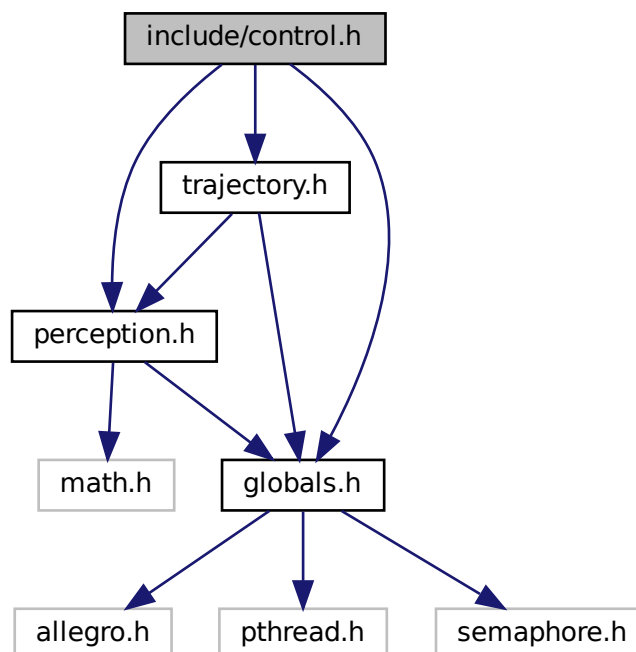 include/control.h
trajectory.h
perception.h
math.h
globals.h
allegro.h
pthread.h
semaphore.h